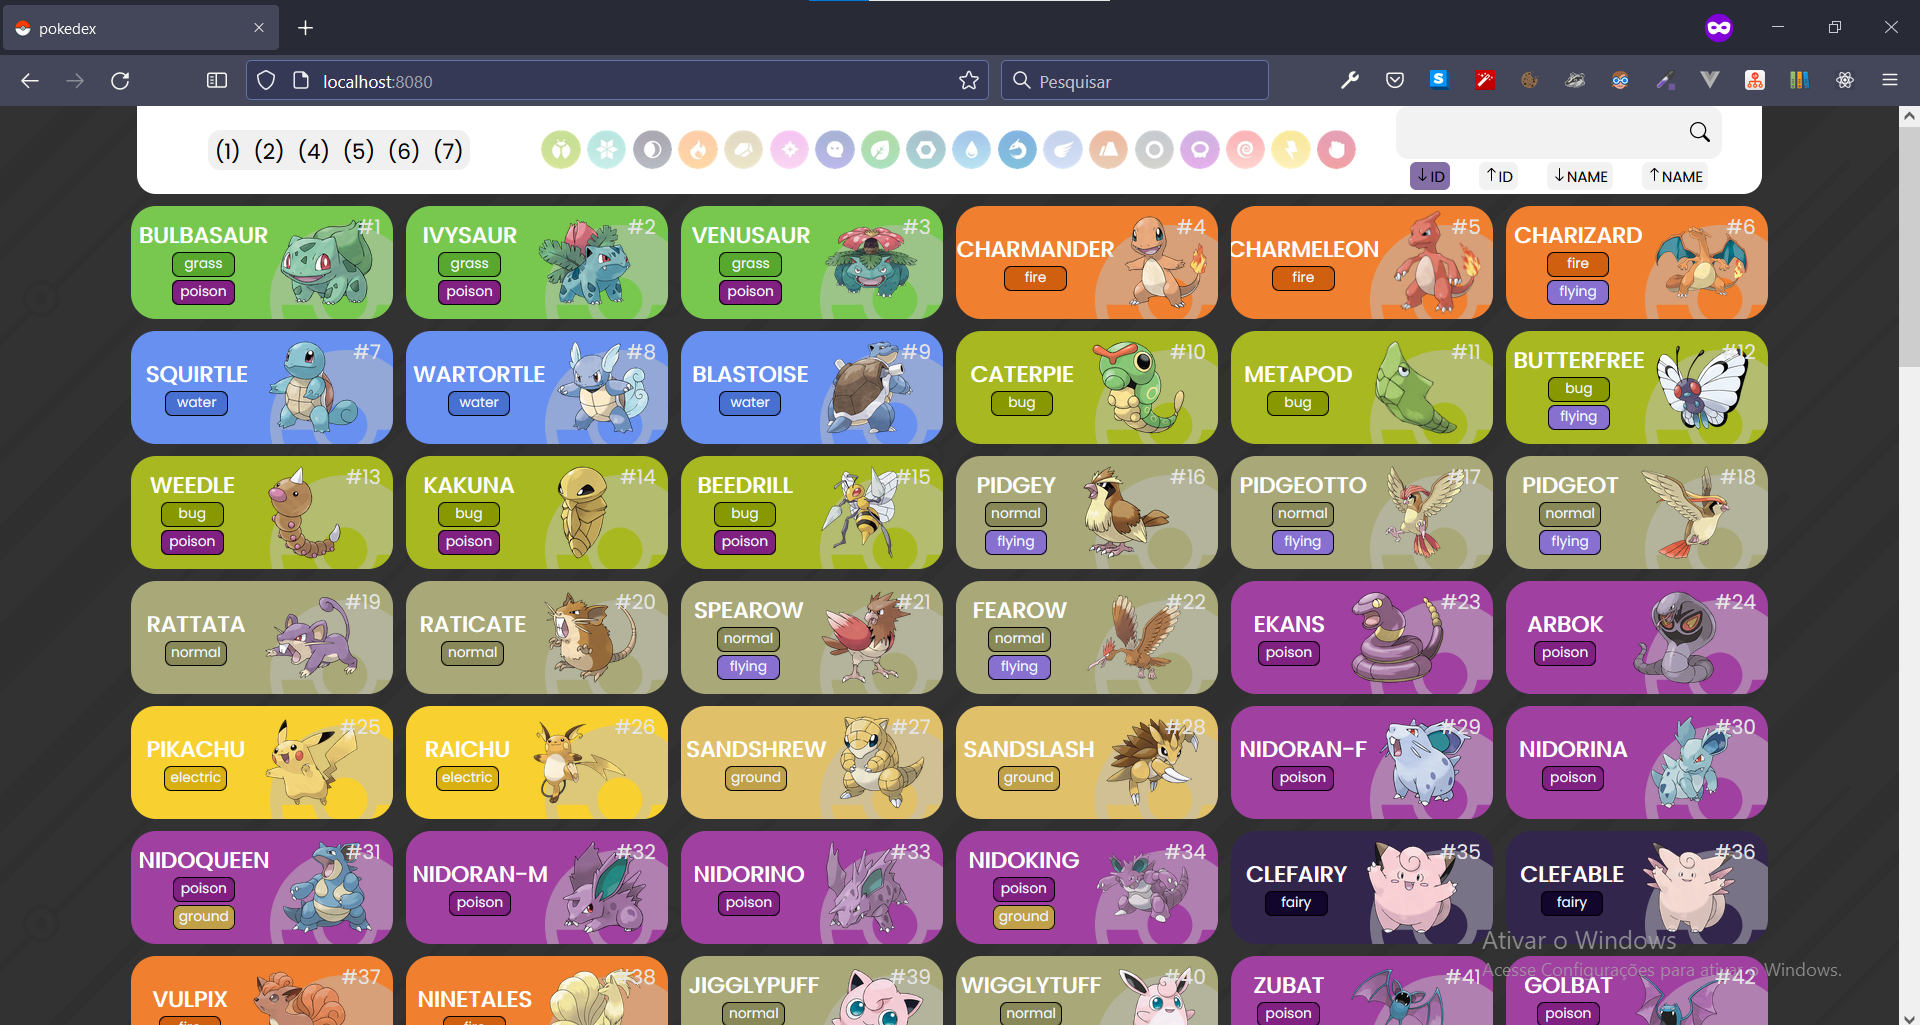 pokedex
localhost:8080
Pesquisar
(1) (2) (4) (5) (6) (7)
↓ID ↑ID ↓NAME ↑NAME
BULBASAUR #1
grass
poison
IVYSAUR #2
grass
poison
VENUSAUR #3
grass
poison
CHARMANDER #4
fire
CHARMELEON #5
fire
CHARIZARD #6
fire
flying
SQUIRTLE #7
water
WARTORTLE #8
water
BLASTOISE #9
water
CATERPIE #10
bug
METAPOD #11
bug
BUTTERFREE #12
bug
flying
WEEDLE #13
bug
poison
KAKUNA #14
bug
poison
BEEDRILL #15
bug
poison
PIDGEY #16
normal
flying
PIDGEOTTO #17
normal
flying
PIDGEOT #18
normal
flying
RATTATA #19
normal
RATICATE #20
normal
SPEAROW #21
normal
flying
FEAROW #22
normal
flying
EKANS #23
poison
ARBOK #24
poison
PIKACHU #25
electric
RAICHU #26
electric
SANDSHREW #27
ground
SANDSLASH #28
ground
NIDORAN-F #29
poison
NIDORINA #30
poison
NIDOQUEEN #31
poison
ground
NIDORAN-M #32
poison
NIDORINO #33
poison
NIDOKING #34
poison
ground
CLEFAIRY #35
fairy
CLEFABLE #36
fairy
VULPIX #37
fire
NINETALES #38
fire
JIGGLYPUFF #39
normal
WIGGLYTUFF #40
normal
ZUBAT #41
poison
GOLBAT #42
poison
Ativar o Windows
Acesse Configurações para ativar o Windows.